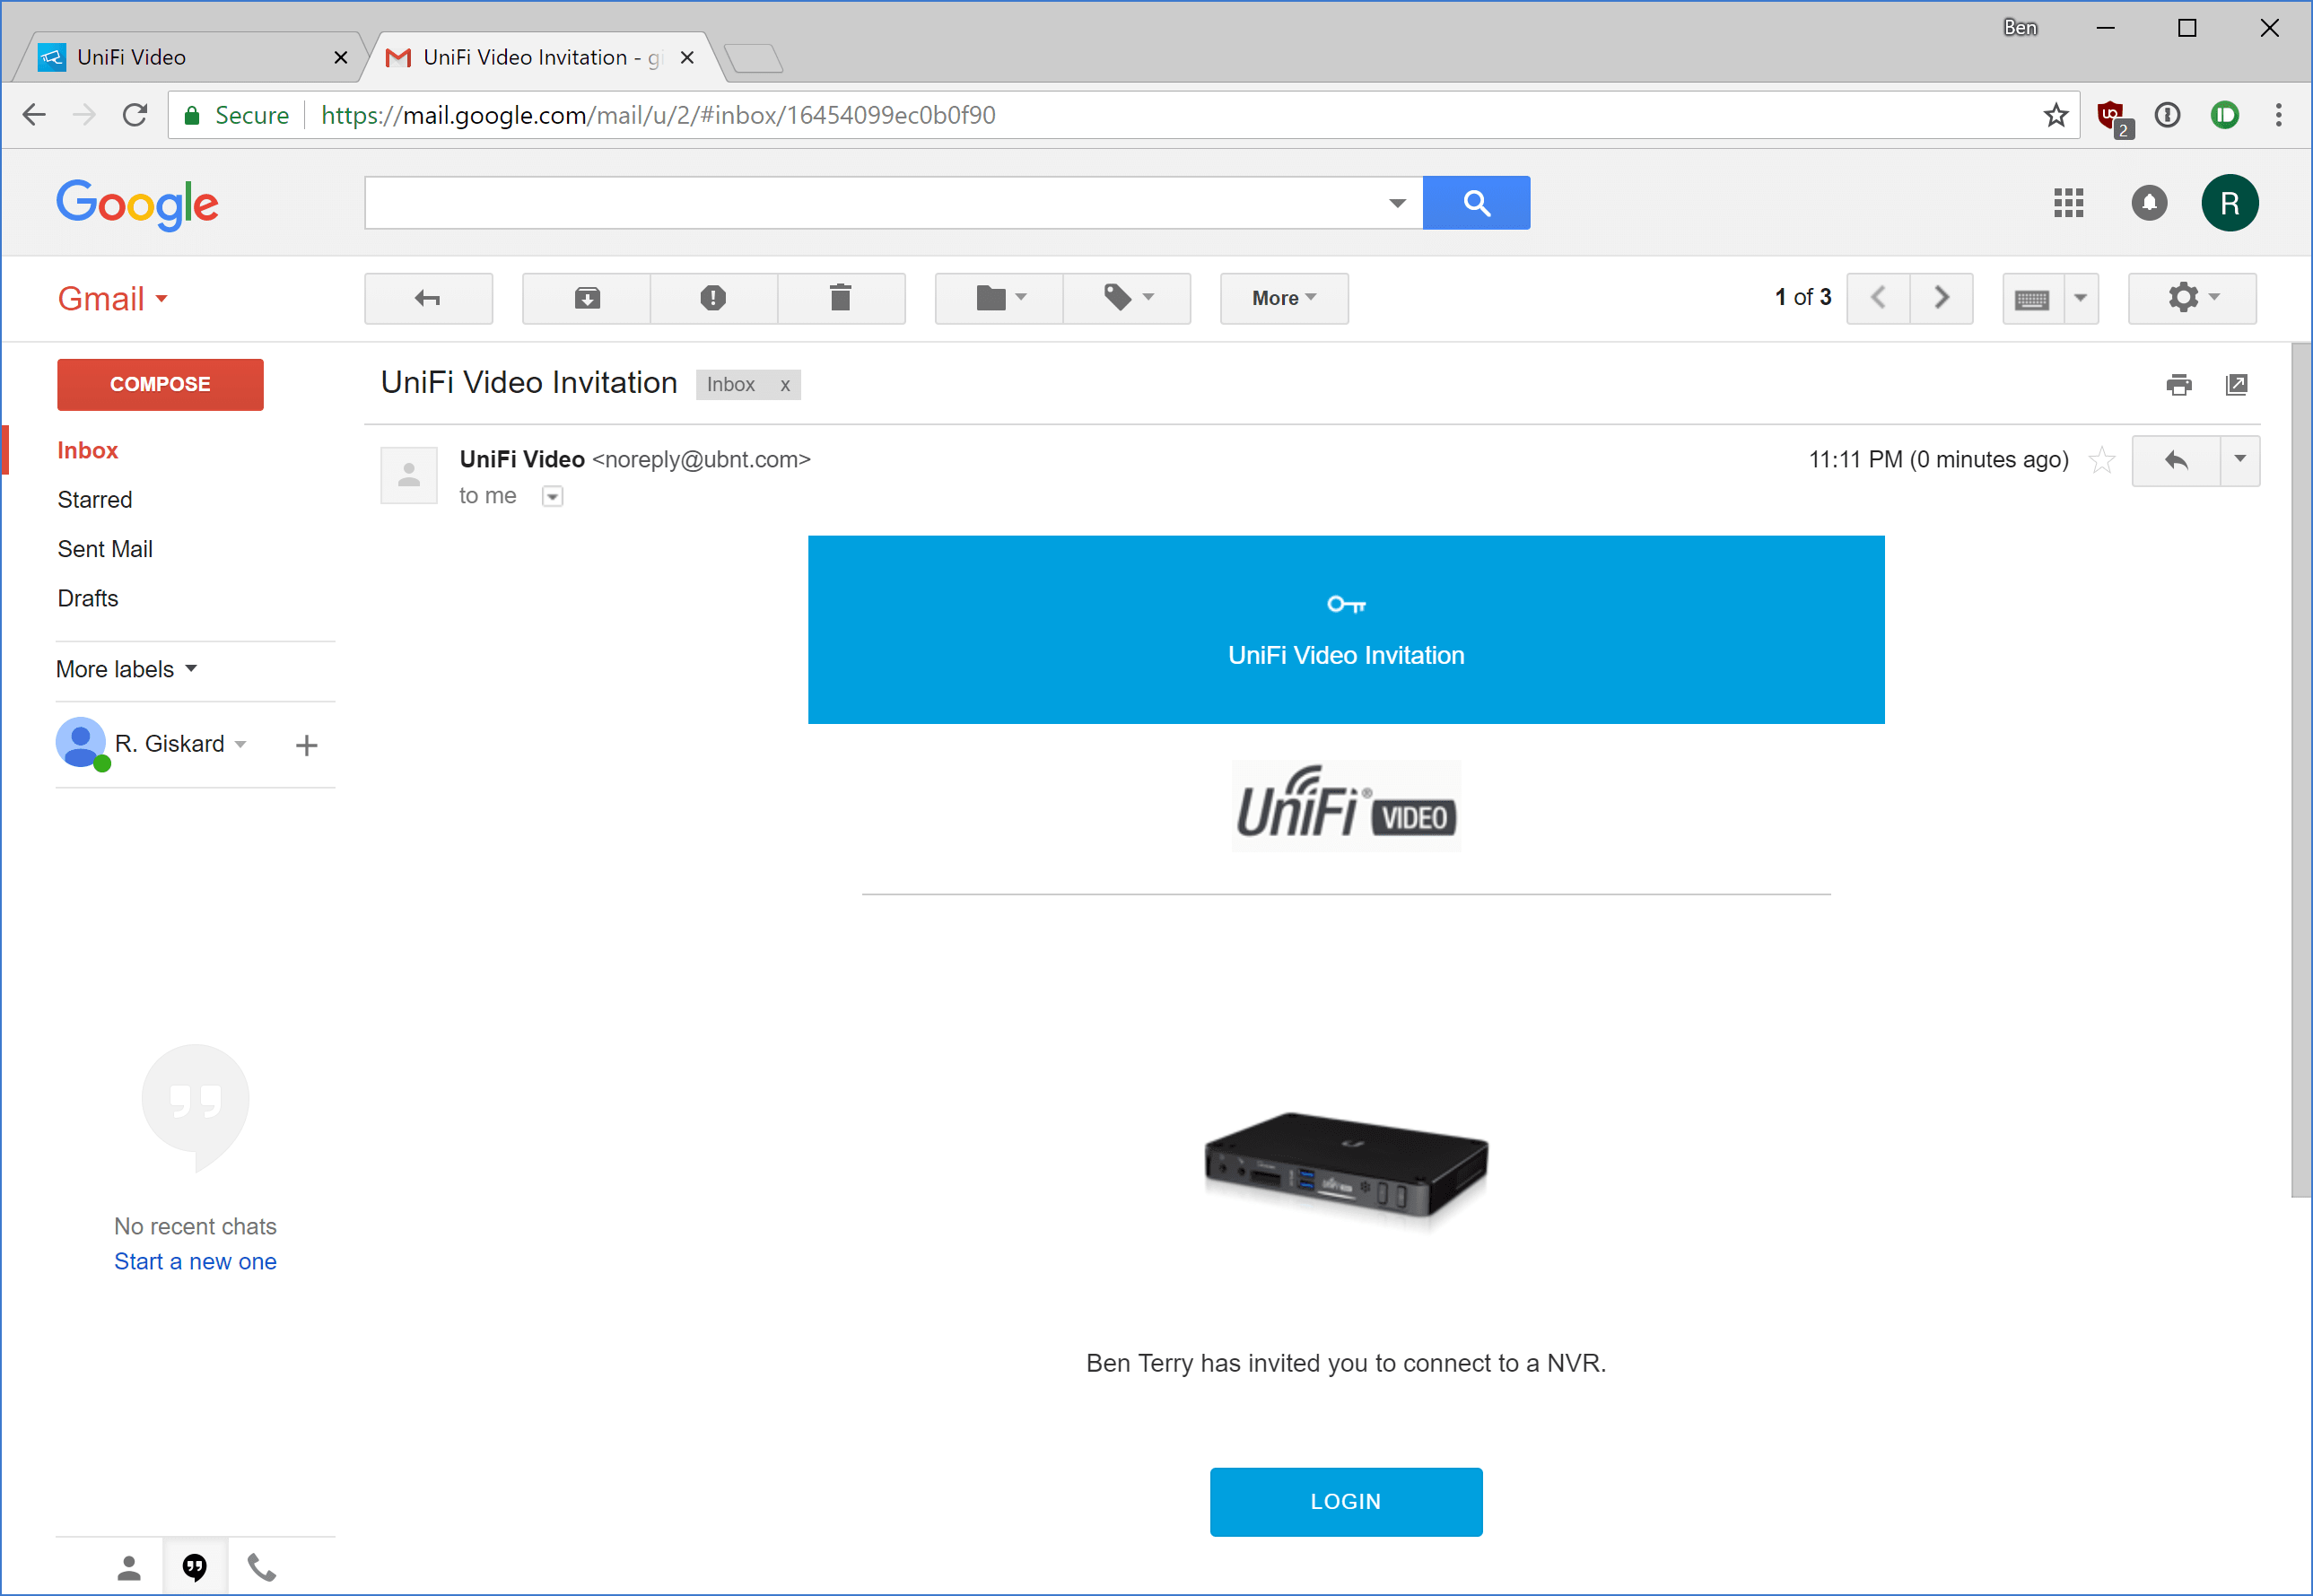 Ben
UniFi Video
UniFi Video Invitation - gi
Secure
https://mail.google.com/mail/u/2/#inbox/16454099ec0b0f90
2
Google
R
Gmail
More
1 of 3
COMPOSE
UniFi Video Invitation
Inbox x
Inbox
UniFi Video <noreply@ubnt.com>
11:11 PM (0 minutes ago)
to me
Starred
Sent Mail
Drafts
UniFi Video Invitation
More labels
R. Giskard
UniFi® VIDEO
No recent chats
Start a new one
Ben Terry has invited you to connect to a NVR.
LOGIN